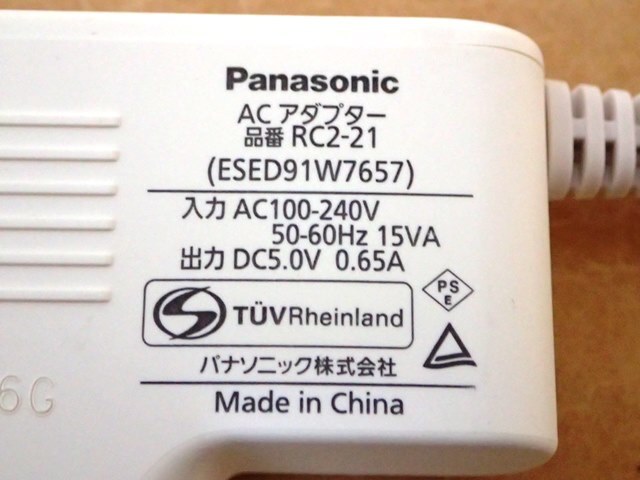 Panasonic
AC アダプター
品番 RC2-21
(ESED91W7657)
入力 AC100-240V
50-60Hz 15VA
出力 DC5.0V 0.65A
TÜVRheinland
PS
E
パナソニック株式会社
Made in China
6G